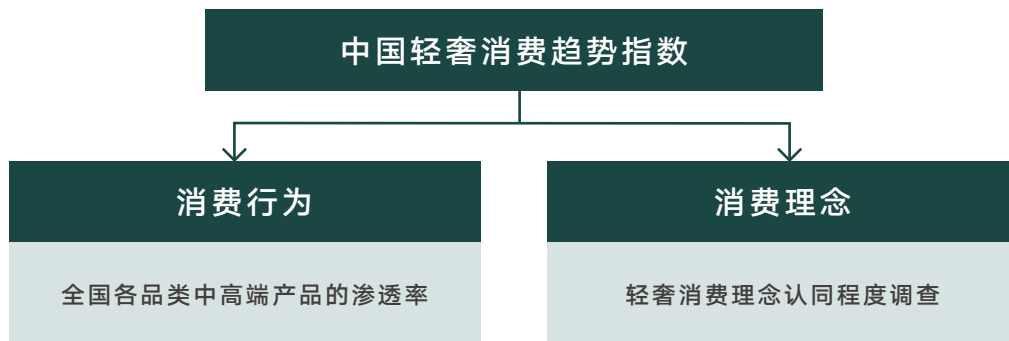 中国轻奢消费趋势指数
消费行为
全国各品类中高端产品的渗透率
消费理念
轻奢消费理念认同程度调查